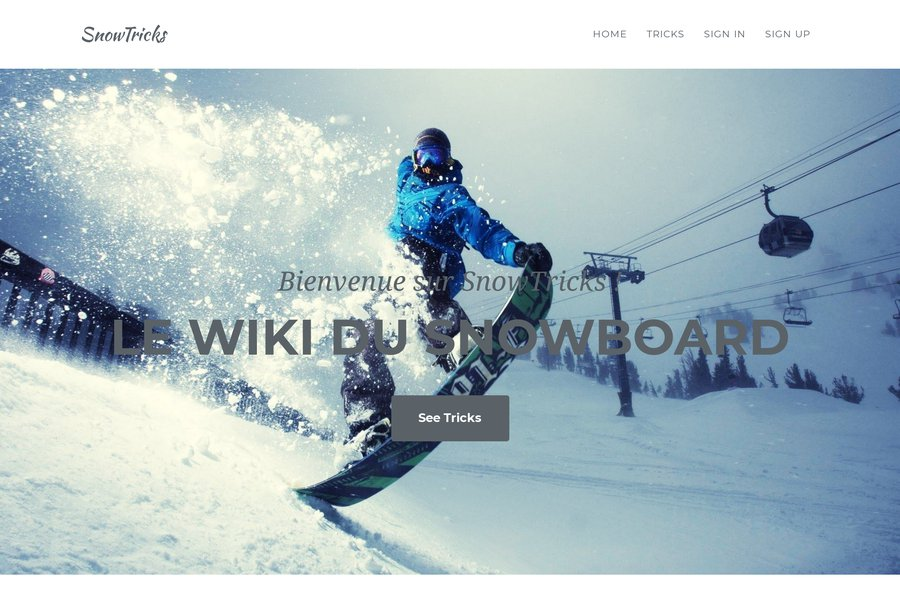 SnowTricks
HOME TRICKS SIGN IN SIGN UP
Bienvenue sur SnowTricks
LE WIKI DU SNOWBOARD
See Tricks